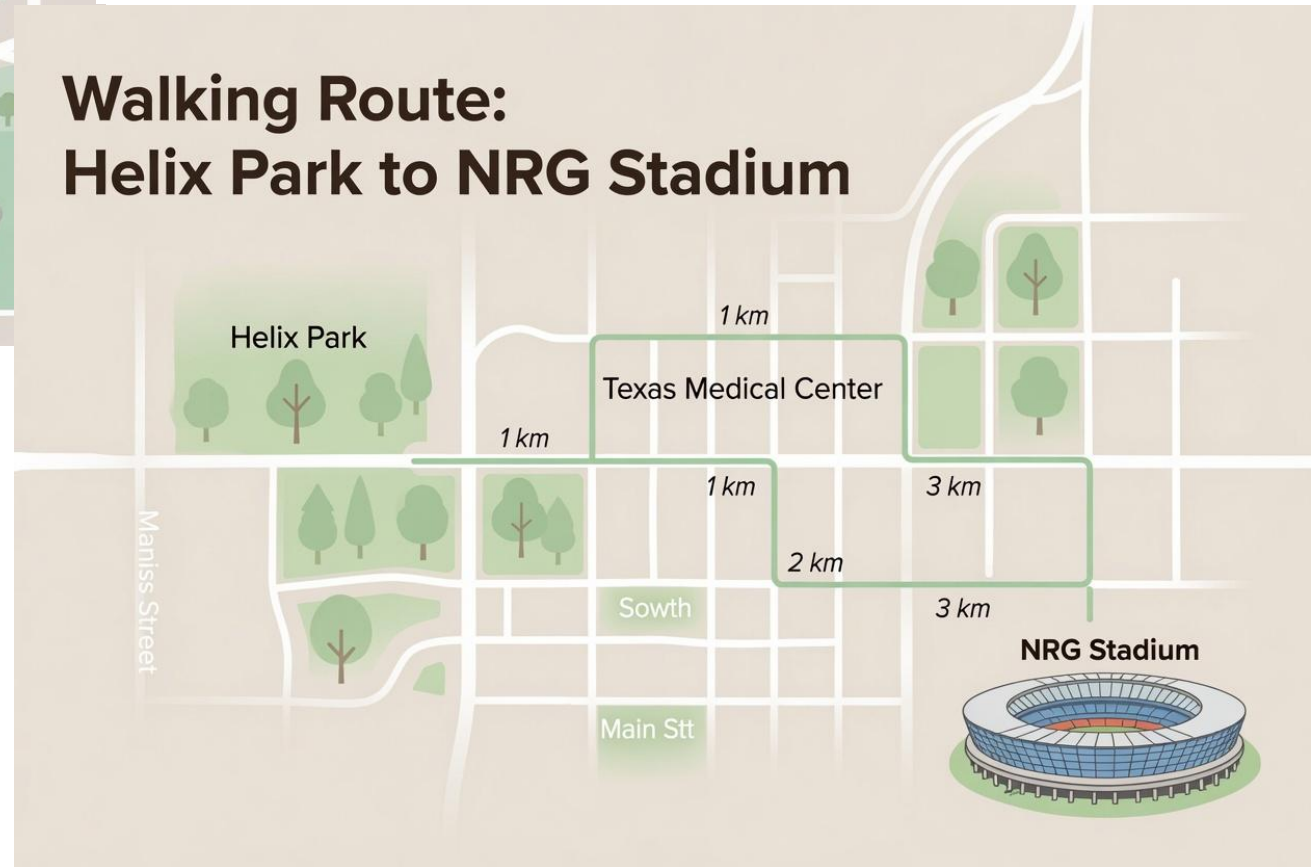 Walking Route:
Helix Park to NRG Stadium
1 km
Helix Park
Texas Medical Center
1 km
1 km
3 km
Maniss Street
2 km
Sowth
3 km
NRG Stadium
Main Stt